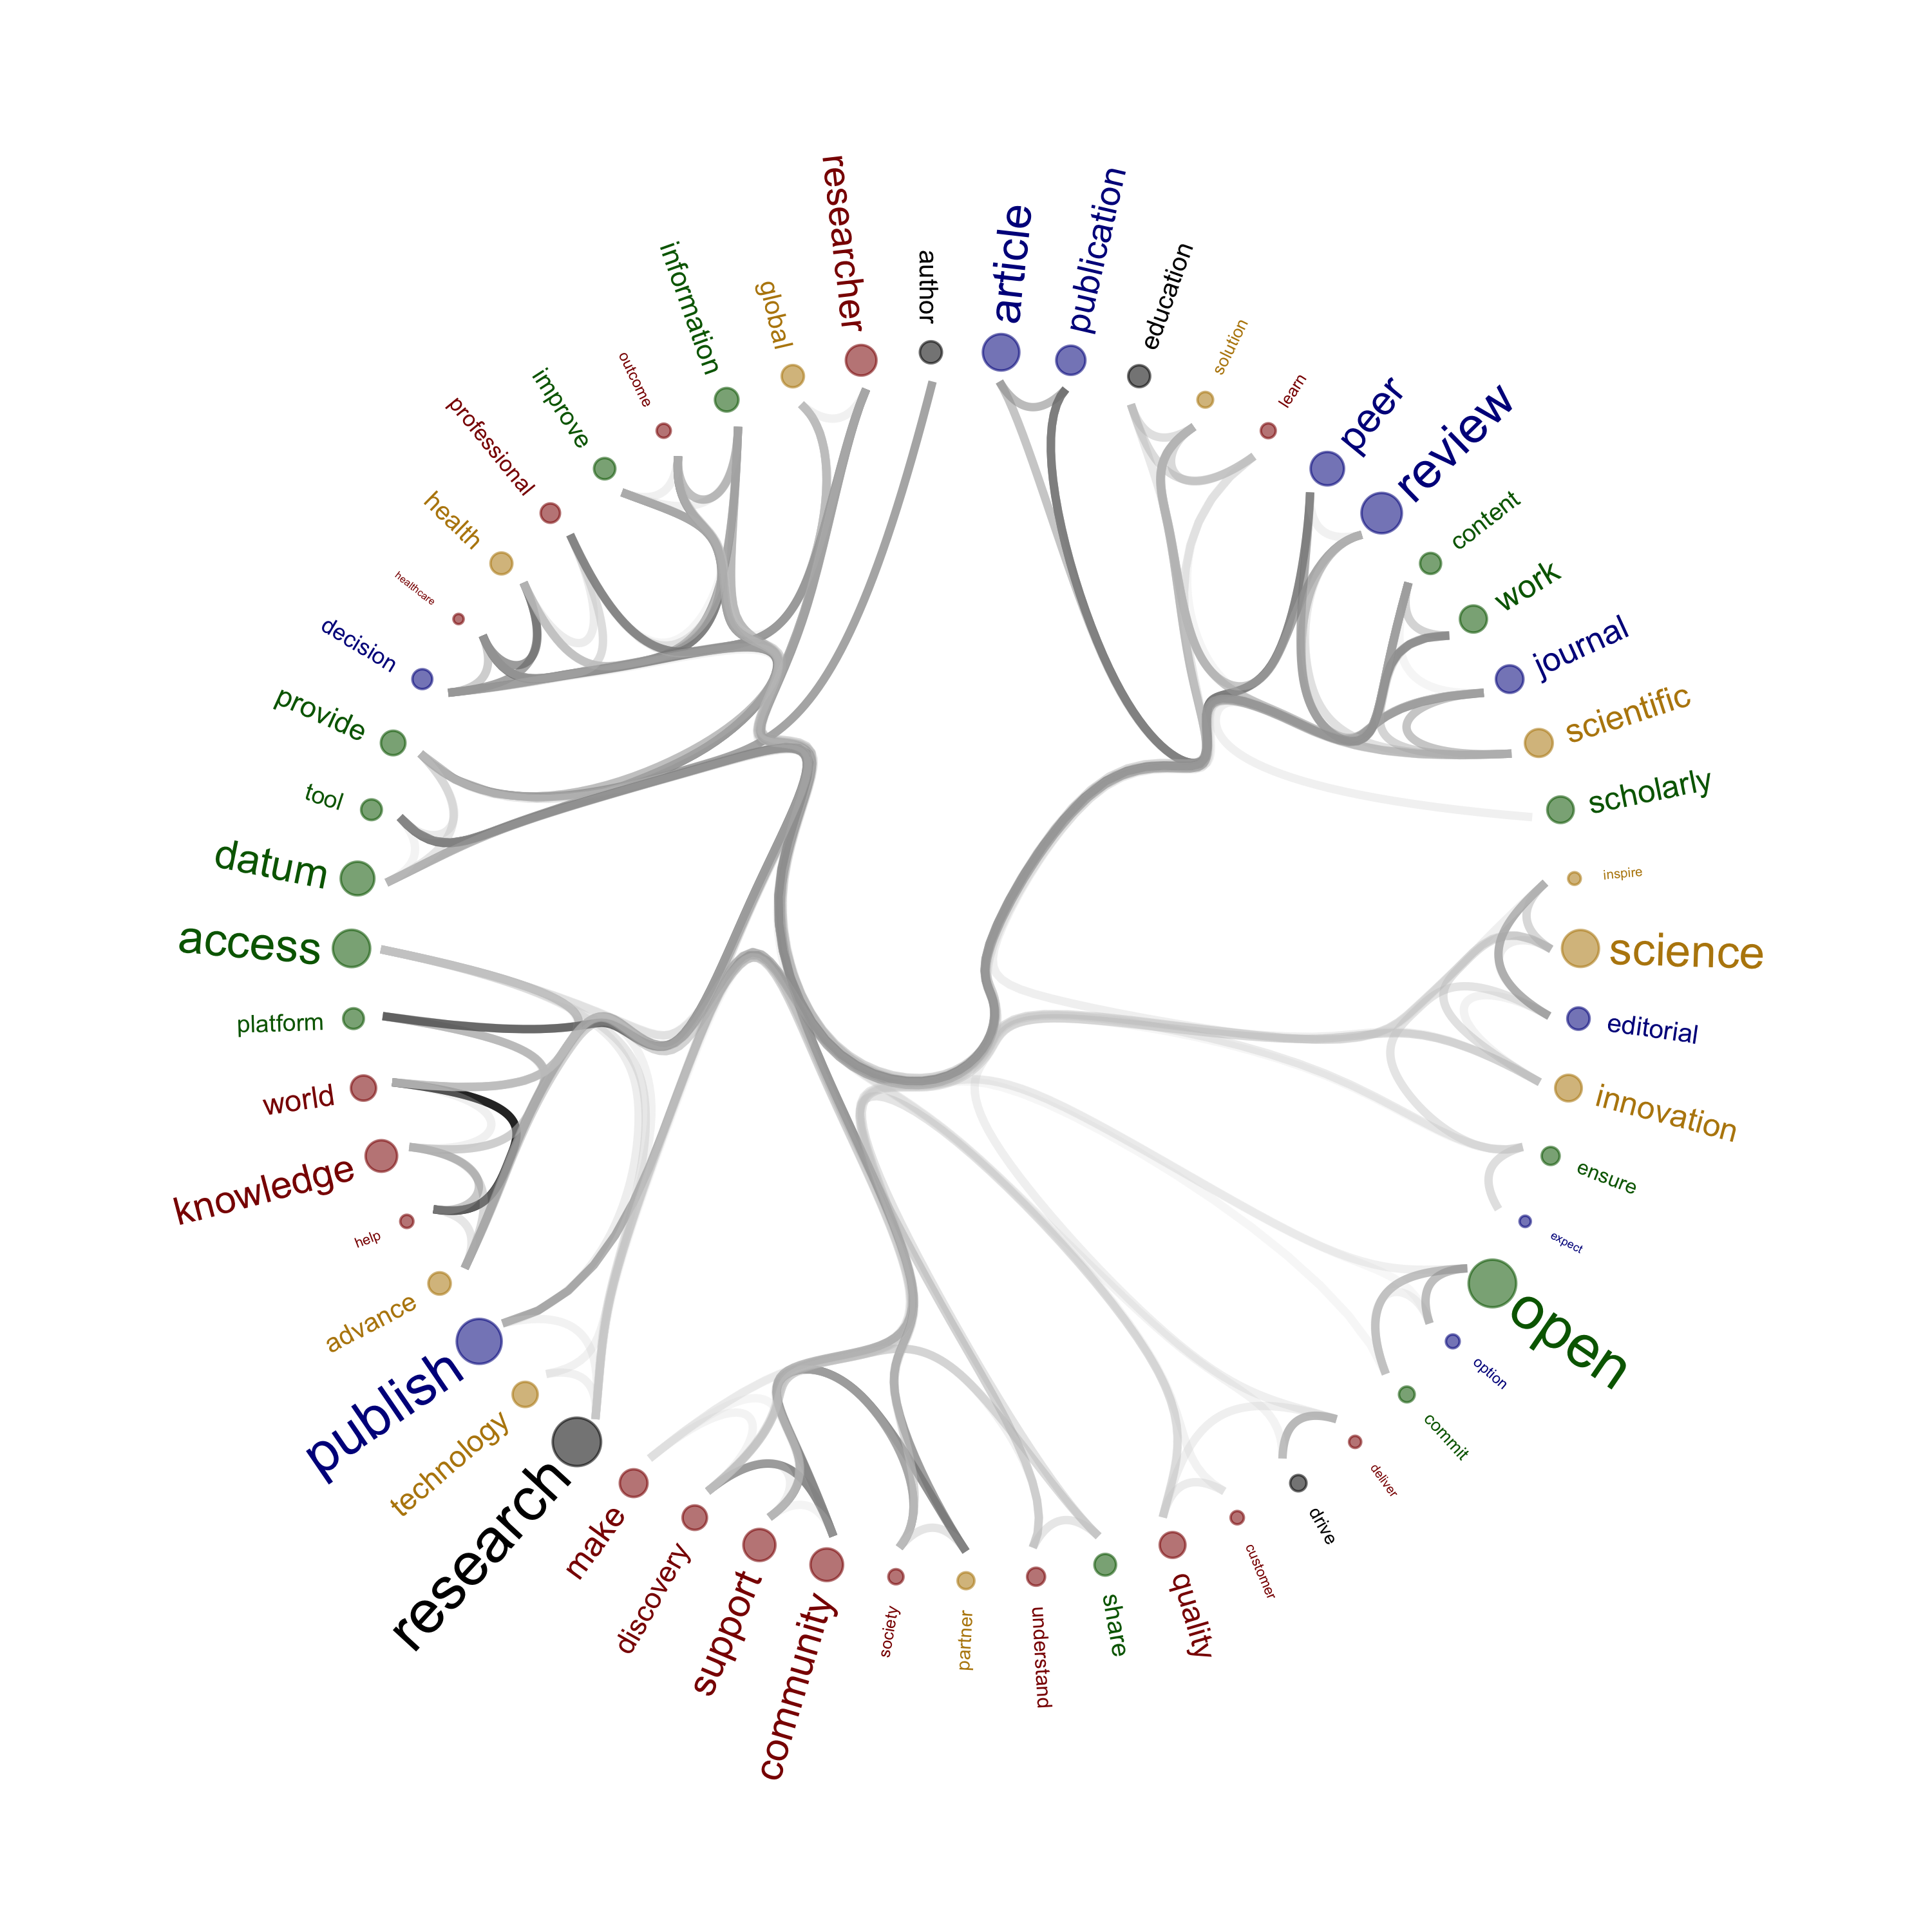 author
article
publication
education
solution
learn
peer
review
content
work
journal
scientific
scholarly
inspire
science
editorial
innovation
ensure
expect
open
option
commit
deliver
drive
customer
quality
share
understand
partner
society
community
support
discovery
make
research
technology
publish
advance
help
knowledge
world
platform
access
datum
tool
provide
decision
healthcare
health
professional
improve
outcome
information
global
researcher